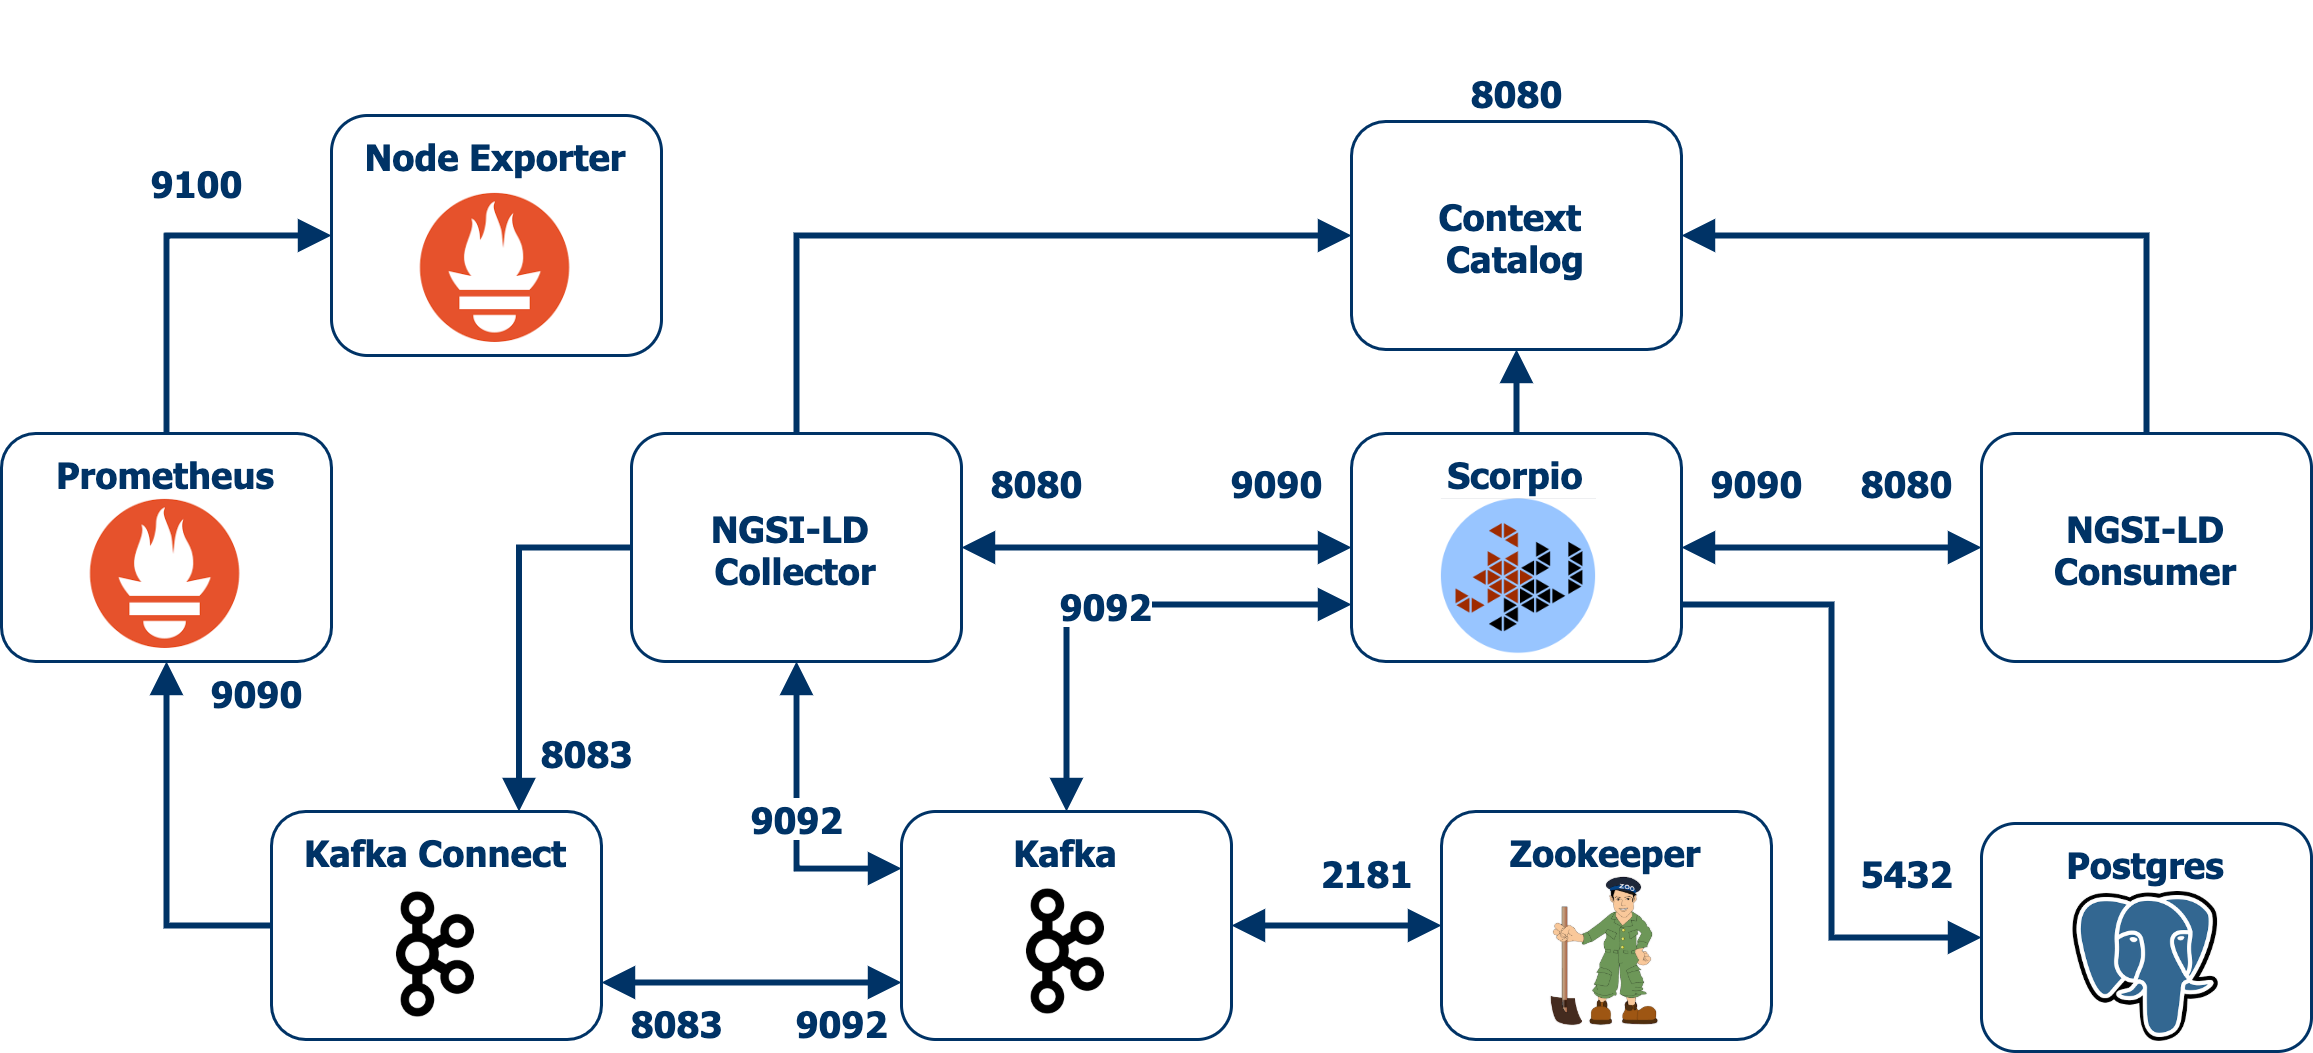 8080
Node Exporter
9100
Context
Catalog
Prometheus
NGSI-LD
Collector
8080
9090
Scorpio
9090
8080
NGSI-LD
Consumer
9092
9090
8083
9092
Kafka Connect
Kafka
2181
Zookeeper
ZOO
5432
Postgres
8083
9092